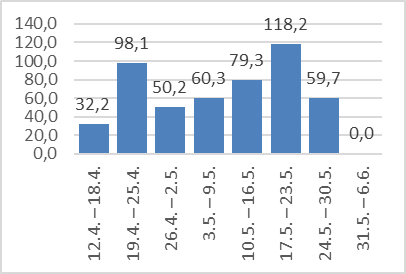 140,0
120,0
100,0
80,0
60,0
40,0
20,0
0,0
32,2
98,1
50,2
60,3
79,3
118,2
59,7
0,0
12.4. – 18.4.
19.4. – 25.4.
26.4. – 2.5.
3.5. – 9.5.
10.5. – 16.5.
17.5. – 23.5.
24.5. – 30.5.
31.5. – 6.6.